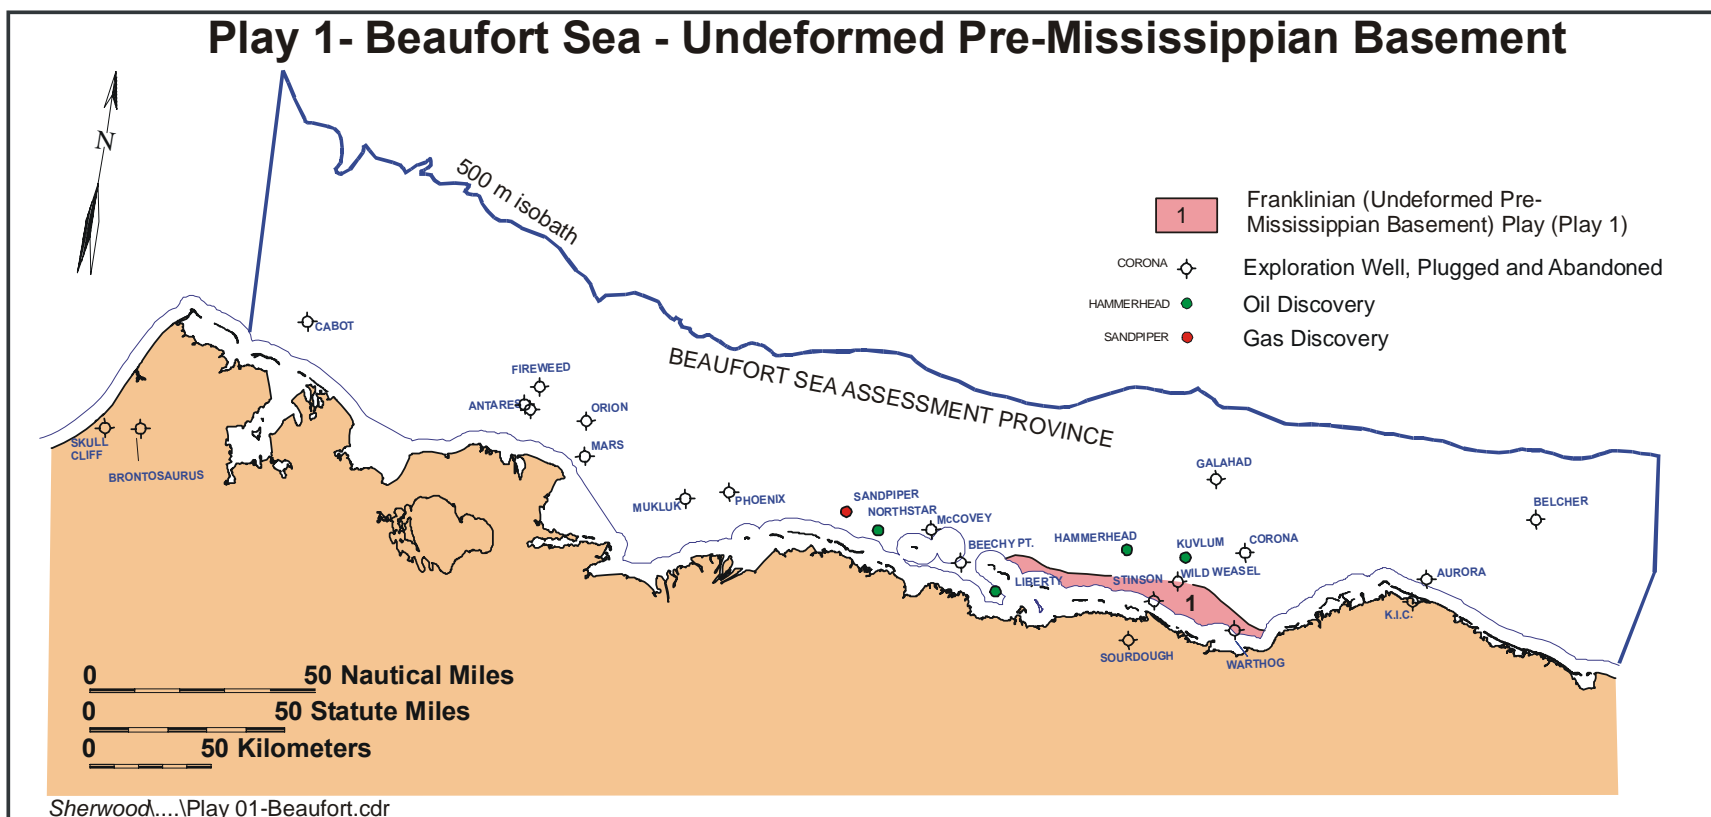 Play 1- Beaufort Sea - Undeformed Pre-Mississippian Basement
N
500 m isobath
BEAUFORT SEA ASSESSMENT PROVINCE
1
Franklinian (Undeformed Pre-
Mississippian Basement) Play (Play 1)
CORONA
Exploration Well, Plugged and Abandoned
HAMMERHEAD
Oil Discovery
SANDPIPER
Gas Discovery
CABOT
FIREWEED
ANTARES
ORION
MARS
SKULL
CLIFF
BRONTOSAURUS
MUKLUK
PHOENIX
SANDPIPER
NORTHSTAR
McCOVEY
BEECHY PT.
LIBERTY
HAMMERHEAD
KUVLUM
GALAHAD
CORONA
STINSON
WILD WEASEL
1
SOURDOUGH
WARTHOG
BELCHER
AURORA
K.I.C.
0 50 Nautical Miles
0 50 Statute Miles
0 50 Kilometers
Sherwood\....\Play 01-Beaufort.cdr